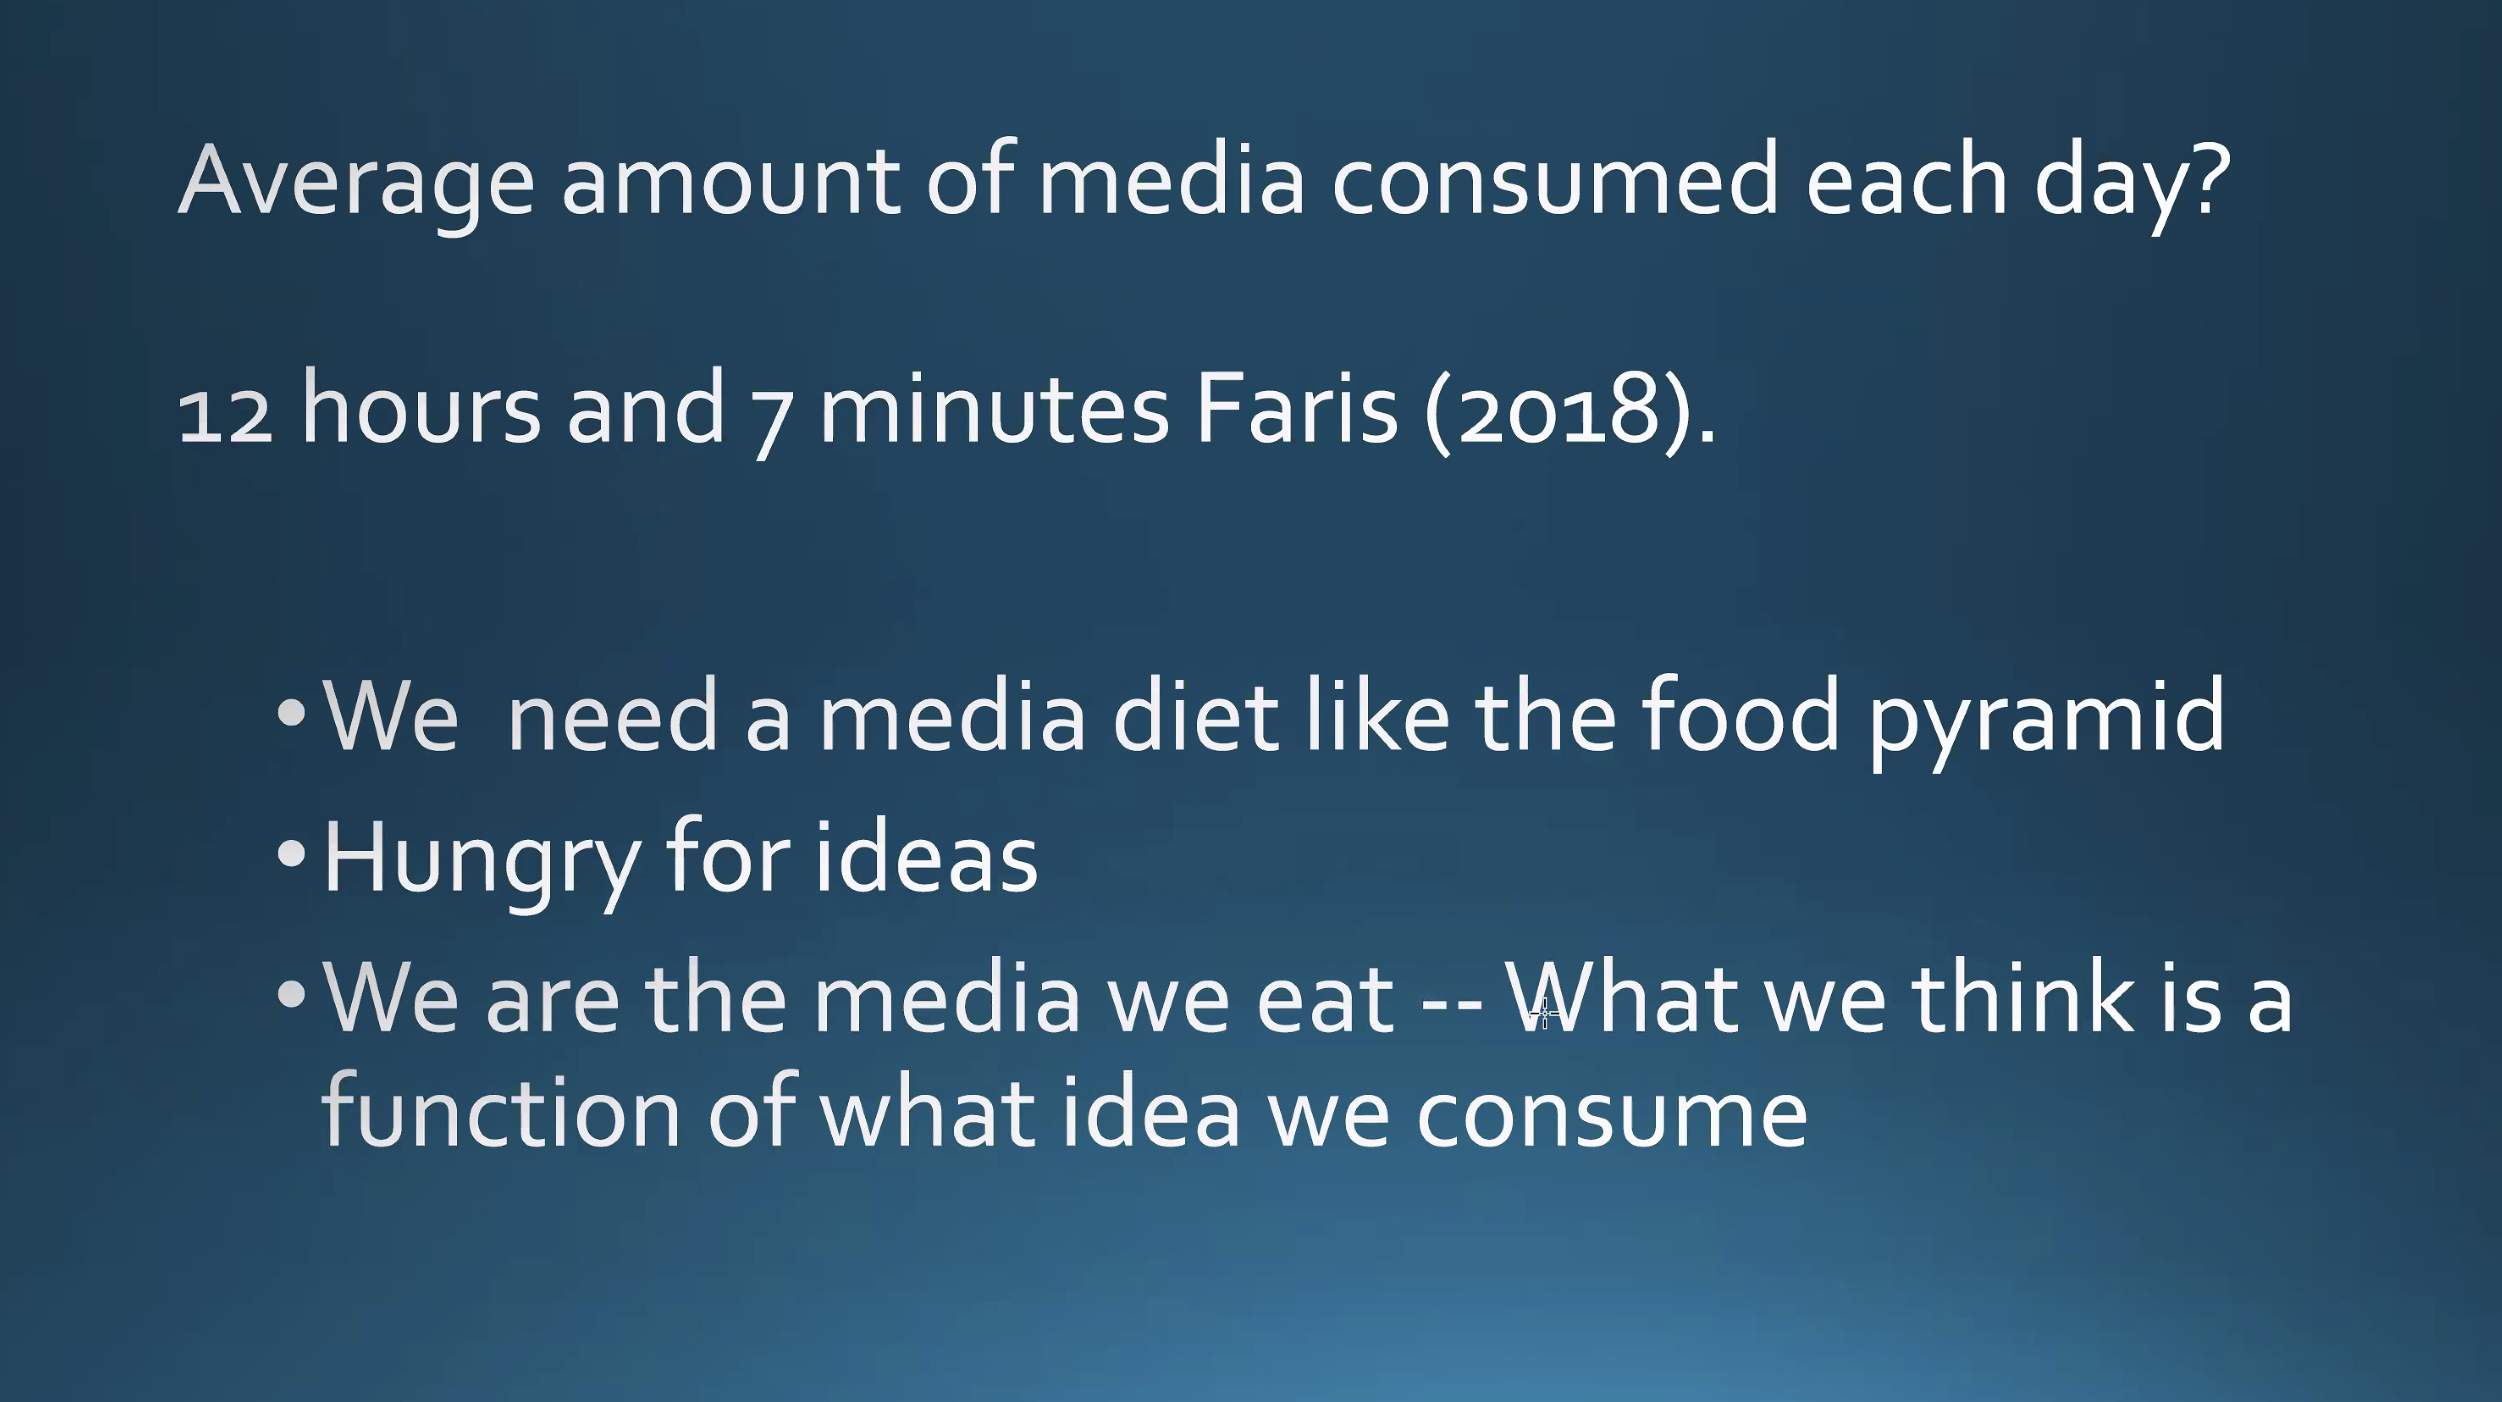 Average amount of media consumed each day?
12 hours and 7 minutes Faris (2018).
•We  need a media diet like the food pyramid
•Hungry for ideas
•We are the media we eat -- What we think is a
function of what idea we consume